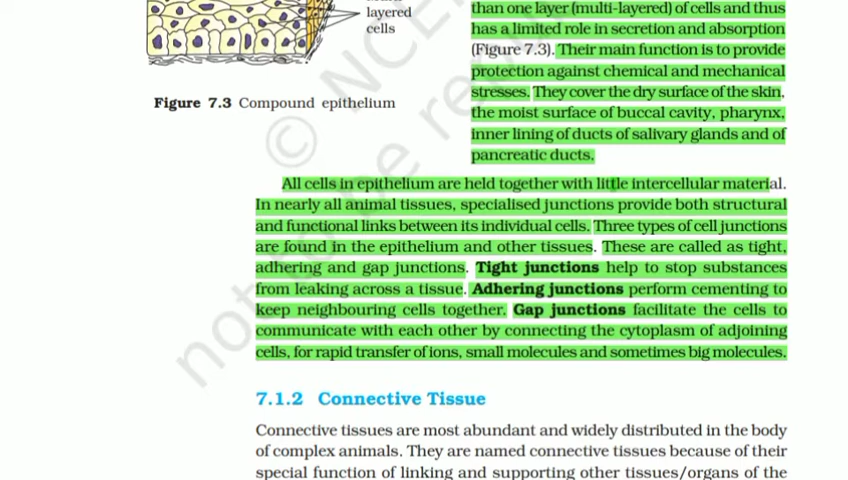 layered
cells
Figure 7.3 Compound epithelium
than one layer (multi-layered) of cells and thus
has a limited role in secretion and absorption
(Figure 7.3). Their main function is to provide
protection against chemical and mechanical
stresses. They cover the dry surface of the skin,
the moist surface of buccal cavity, pharynx,
inner lining of ducts of salivary glands and of
pancreatic ducts.
All cells in epithelium are held together with little intercellular material.
In nearly all animal tissues, specialised junctions provide both structural
and functional links between its individual cells. Three types of cell junctions
are found in the epithelium and other tissues. These are called as tight,
adhering and gap junctions. Tight junctions help to stop substances
from leaking across a tissue. Adhering junctions perform cementing to
keep neighbouring cells together. Gap junctions facilitate the cells to
communicate with each other by connecting the cytoplasm of adjoining
cells, for rapid transfer of ions, small molecules and sometimes big molecules.
7.1.2 Connective Tissue
Connective tissues are most abundant and widely distributed in the body
of complex animals. They are named connective tissues because of their
special function of linking and supporting other tissues/organs of the
© NC
not to be re